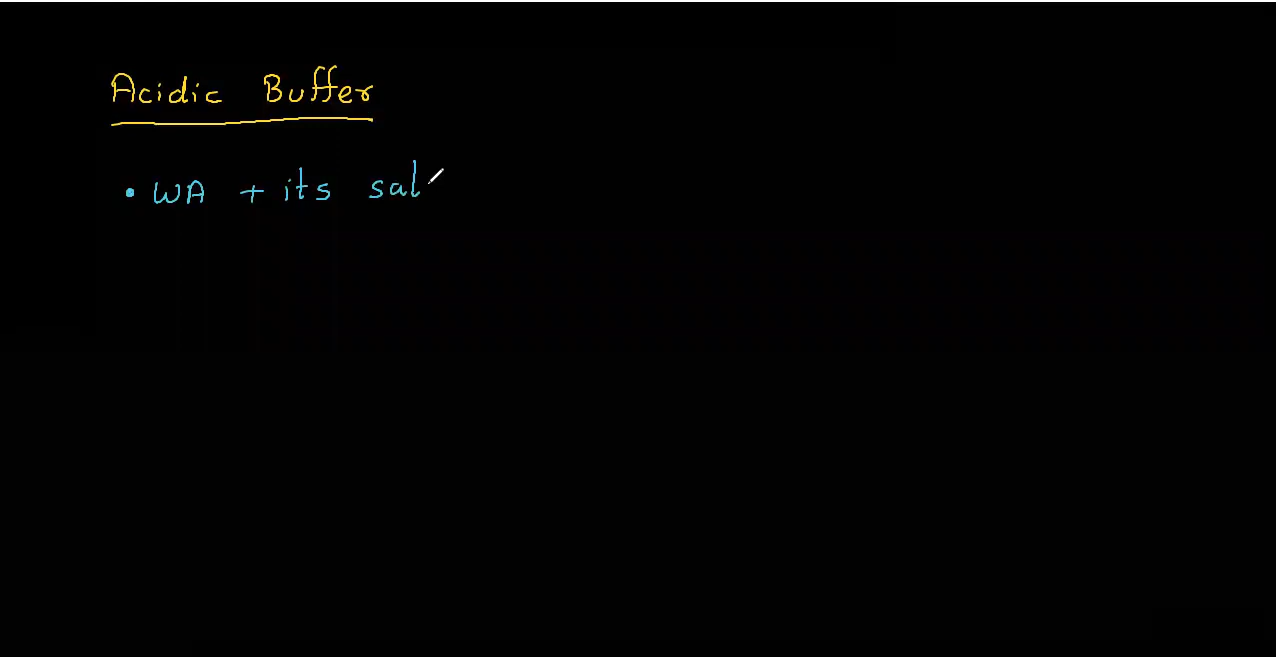 Acidic Buffer
• WA + its sal